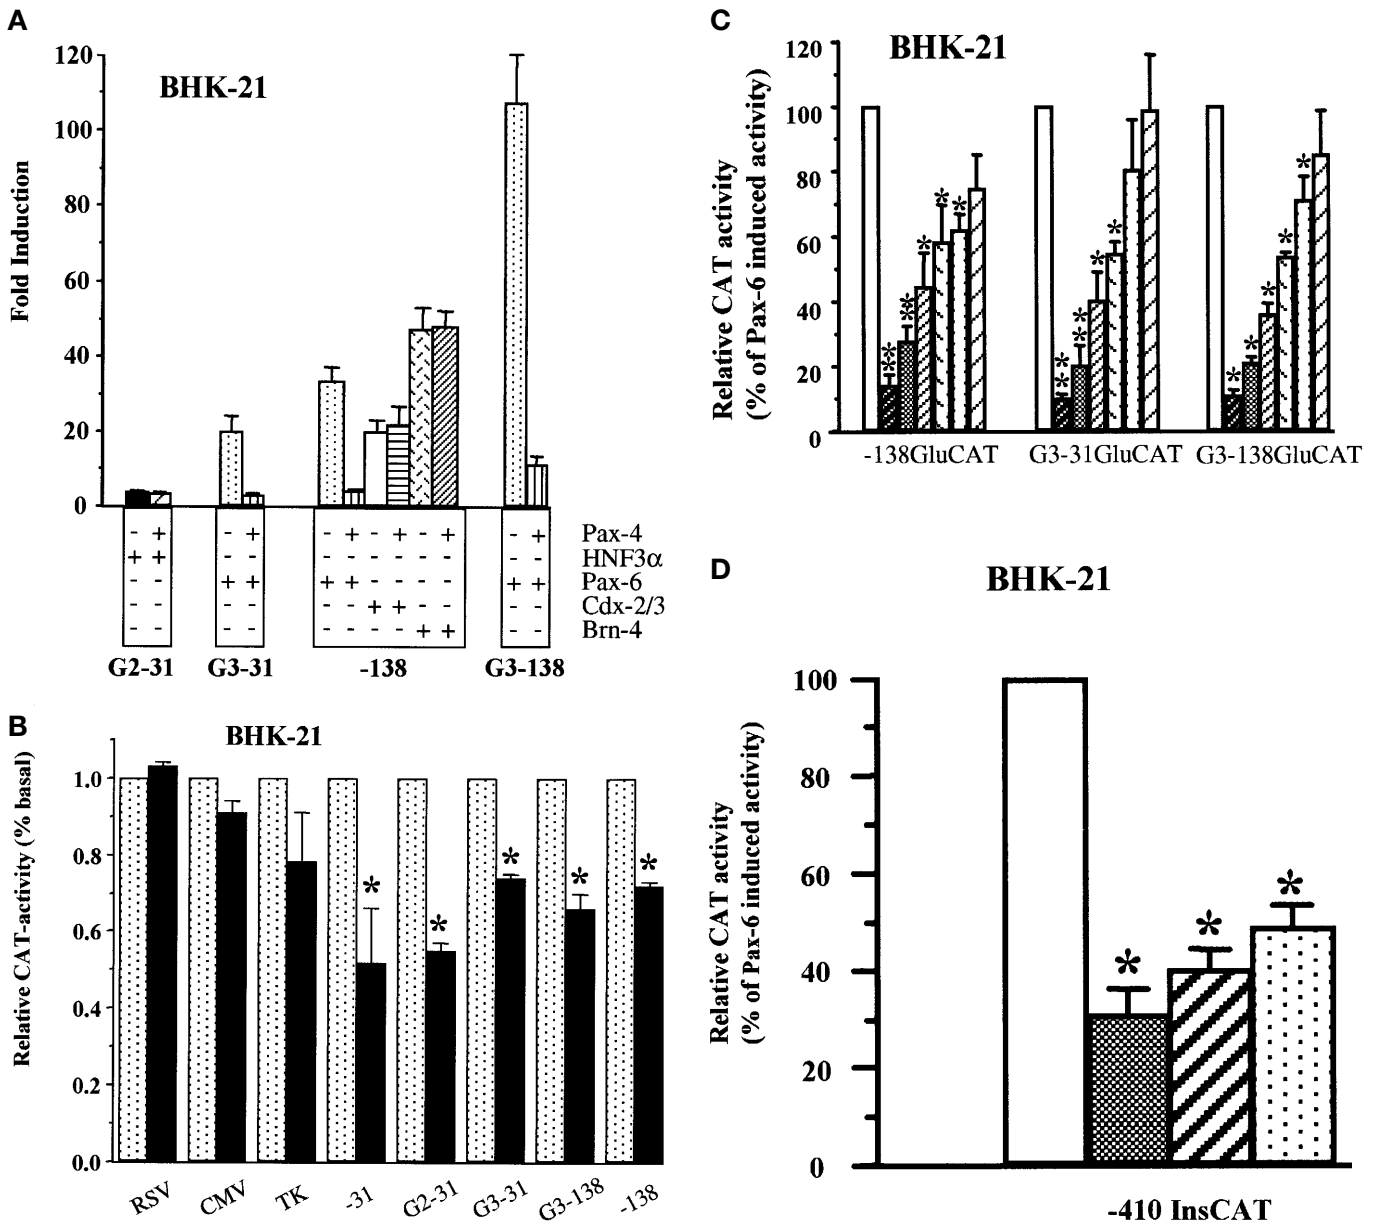 A
BHK-21
Fold Induction
120
100
80
60
40
20
0
- + - + - + - + - + - + Pax-4
+ + - - - - - - - - - - HNF3α
- - + + + + - - - - + + Pax-6
- - - - - - + + - - - - Cdx-2/3
- - - - - - - - + + - - Brn-4
G2-31 G3-31 -138 G3-138
B
BHK-21
Relative CAT-activity (% basal)
1.0
0.8
0.6
0.4
0.2
0.0
* * * * *
RSV CMV TK -31 G2-31 G3-31 G3-138 -138
C
BHK-21
Relative CAT activity
(% of Pax-6 induced activity)
120
100
80
60
40
20
0
-138GluCAT G3-31GluCAT G3-138GluCAT
D
BHK-21
Relative CAT activity
(% of Pax-6 induced activity)
100
80
60
40
20
0
* * *
-410 InsCAT